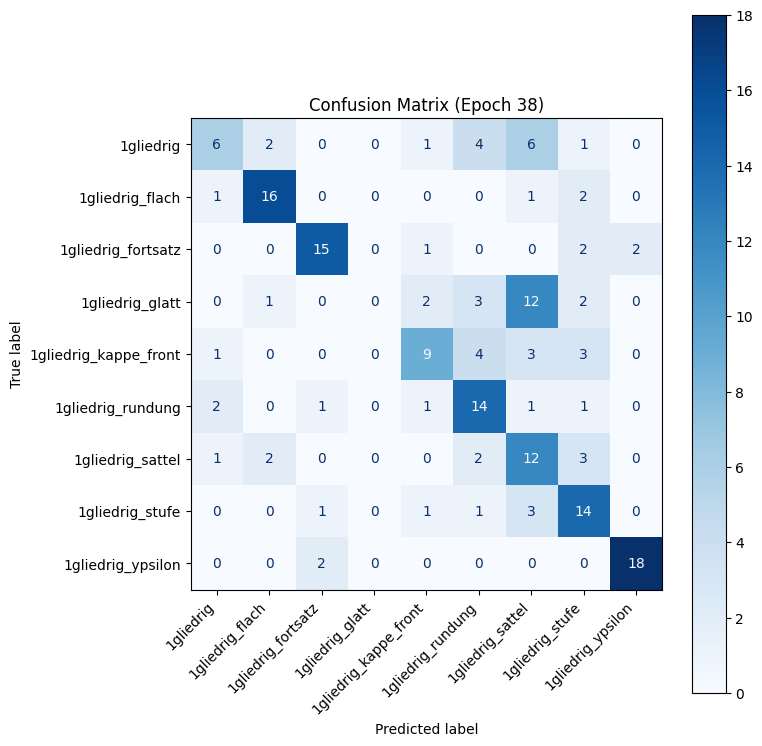 Confusion Matrix (Epoch 38)
True label
1gliedrig 6 2 0 0 1 4 6 1 0
1gliedrig_flach 1 16 0 0 0 0 1 2 0
1gliedrig_fortsatz 0 0 15 0 1 0 0 2 2
1gliedrig_glatt 0 1 0 0 2 3 12 2 0
1gliedrig_kappe_front 1 0 0 0 9 4 3 3 0
1gliedrig_rundung 2 0 1 0 1 14 1 1 0
1gliedrig_sattel 1 2 0 0 0 2 12 3 0
1gliedrig_stufe 0 0 1 0 1 1 3 14 0
1gliedrig_ypsilon 0 0 2 0 0 0 0 0 18
1gliedrig
1gliedrig_flach
1gliedrig_fortsatz
1gliedrig_glatt
1gliedrig_kappe_front
1gliedrig_rundung
1gliedrig_sattel
1gliedrig_stufe
1gliedrig_ypsilon
Predicted label
18
16
14
12
10
8
6
4
2
0